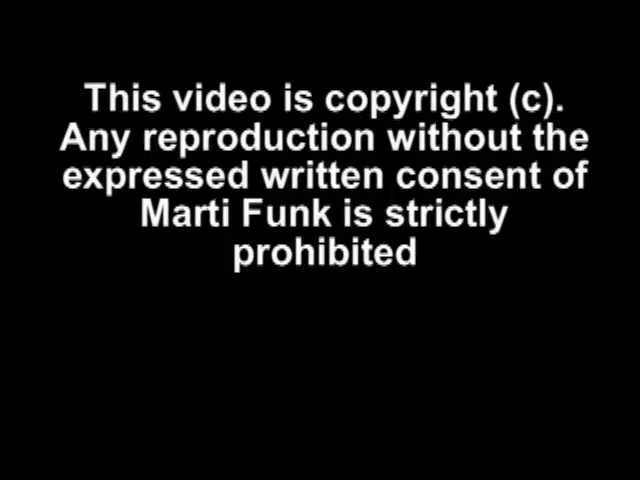 This video is copyright (c).
Any reproduction without the
expressed written consent of
Marti Funk is strictly
prohibited